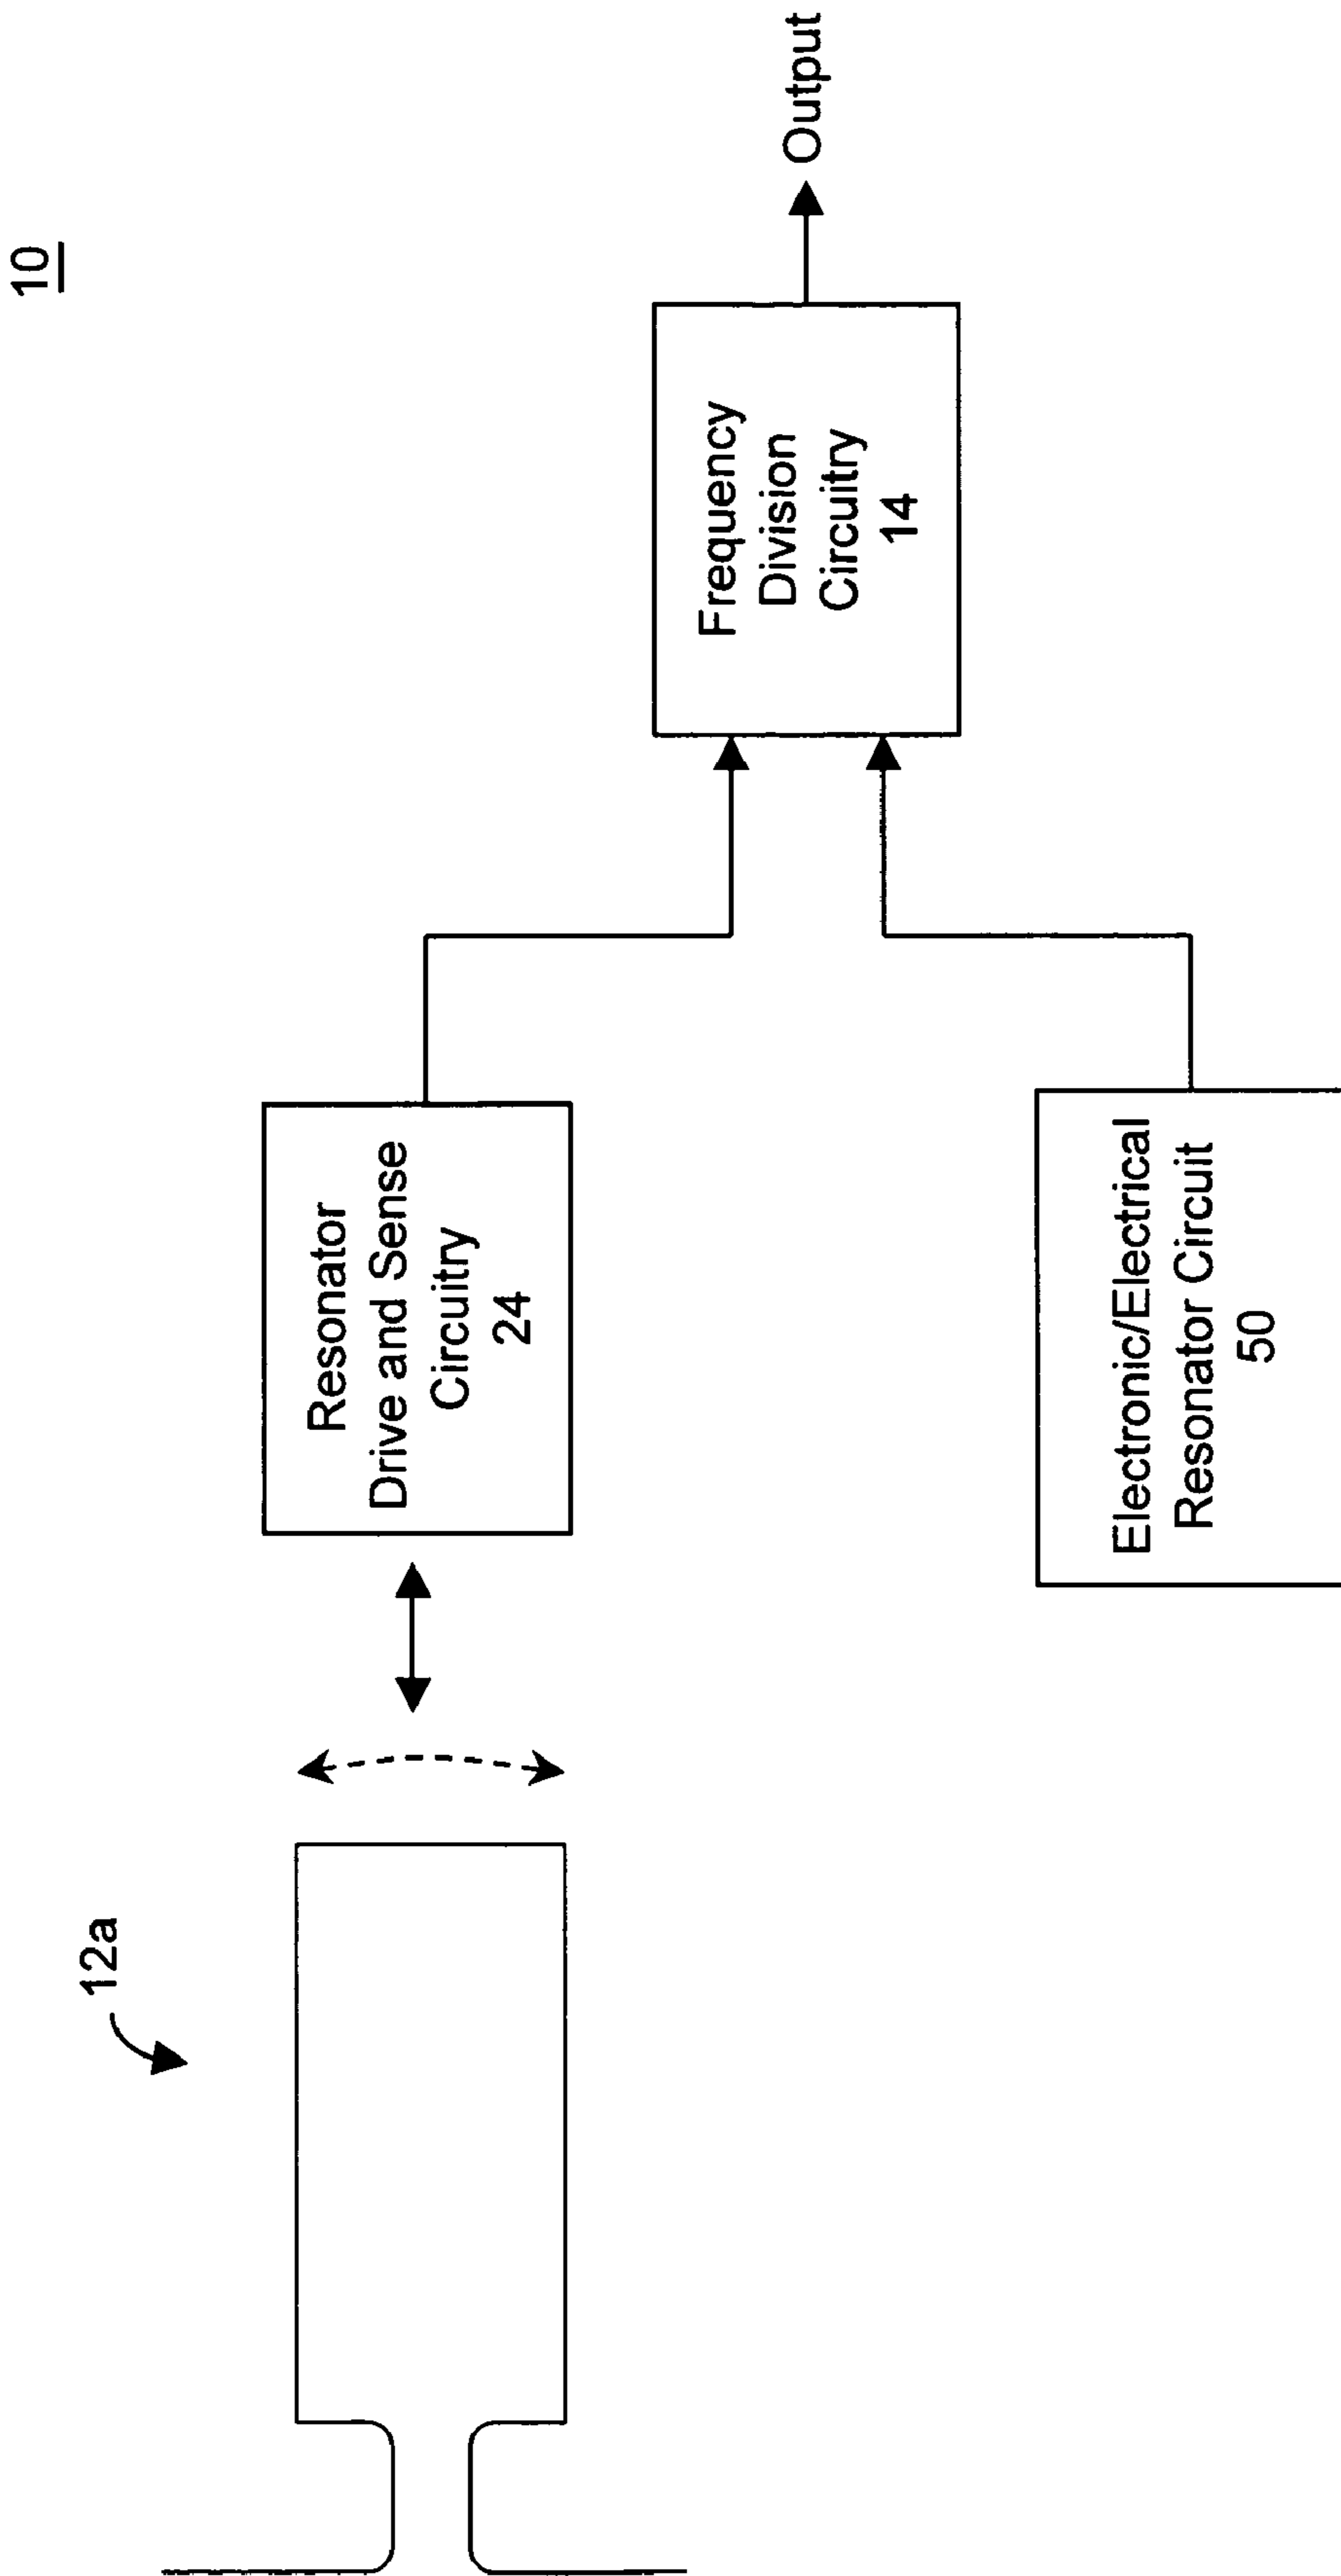 10
12a
Resonator
Drive and Sense
Circuitry
24
Frequency
Division
Circuitry
14
Output
Electronic/Electrical
Resonator Circuit
50